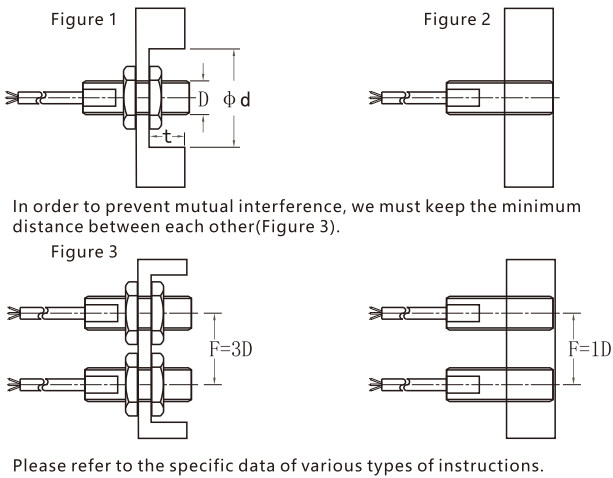 Figure 1
Figure 2
D
Φ d
t
In order to prevent mutual interference, we must keep the minimum
distance between each other(Figure 3).
Figure 3
F=3D
F=1D
Please refer to the specific data of various types of instructions.